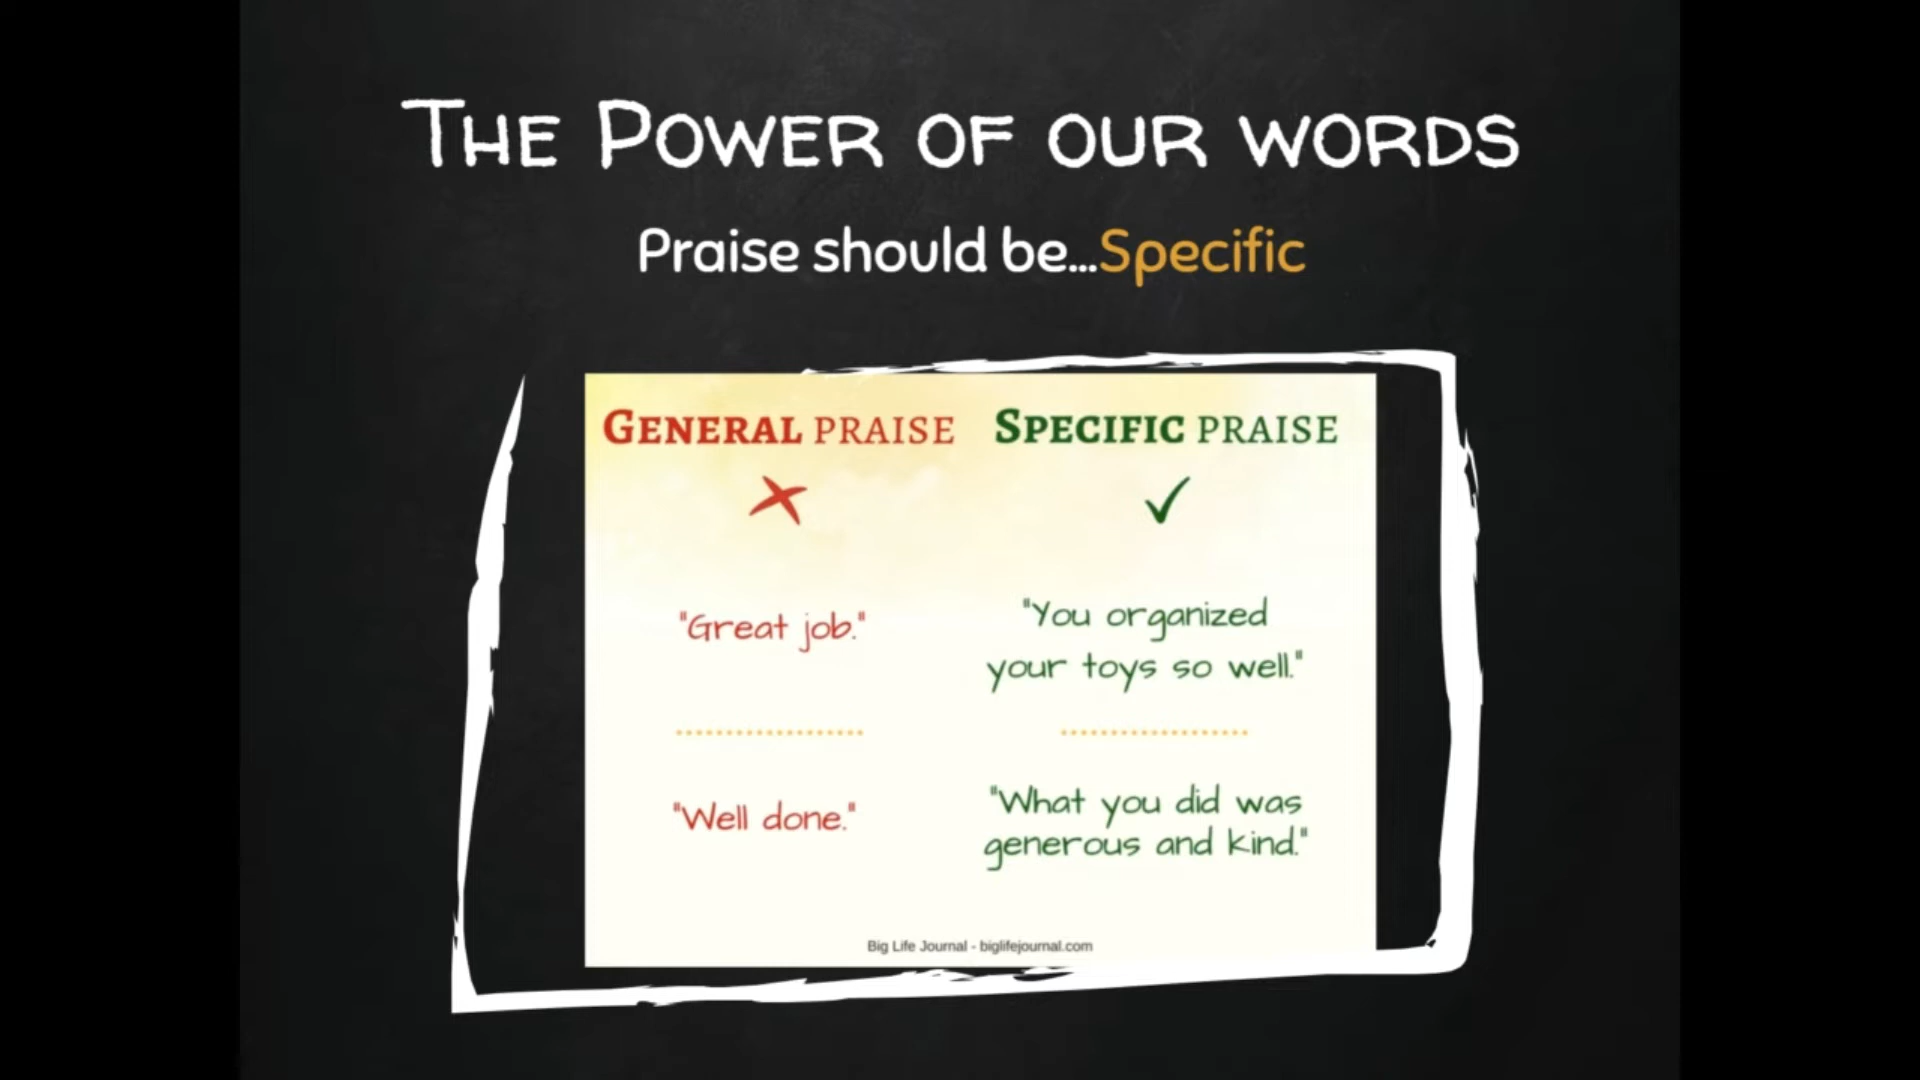 The Power of our words
Praise should be...Specific
General praise
Specific praise
"Great job."
"You organized
your toys so well."
"Well done."
"What you did was
generous and kind."
Big Life Journal - biglifejournal.com